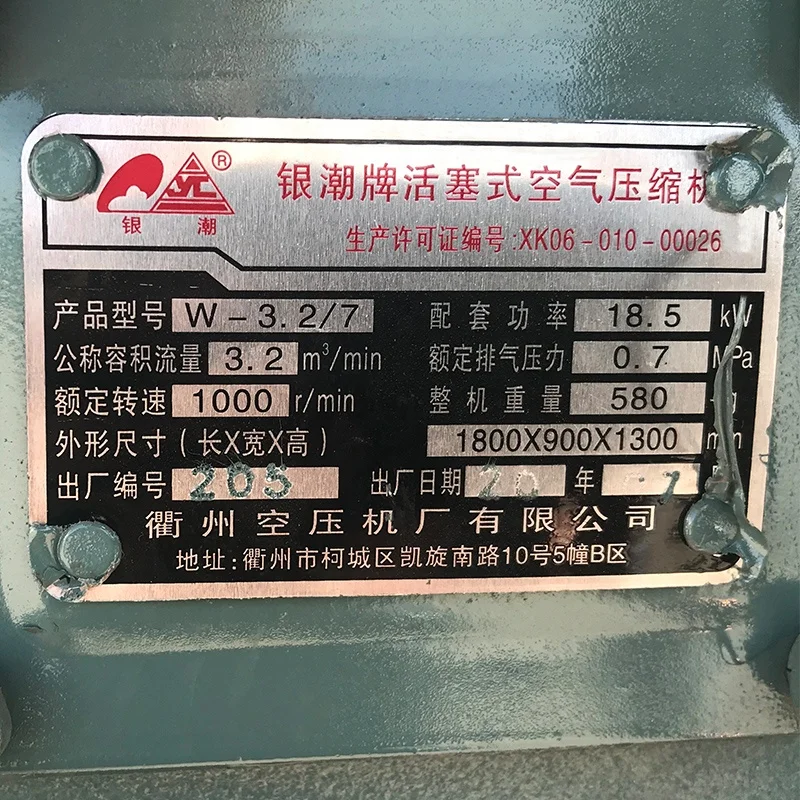 银潮牌活塞式空气压缩机
YC ®
银潮
生产许可证编号:XK06-010-00026
产品型号 W-3.2/7 配套功率 18.5 kW
公称容积流量 3.2 m³/min 额定排气压力 0.7 MPa
额定转速 1000 r/min 整机重量 580 kg
外形尺寸(长X宽X高) 1800X900X1300 mm
出厂编号 205 出厂日期 20 年
衢州空压机厂有限公司
地址:衢州市柯城区凯旋南路10号5幢B区